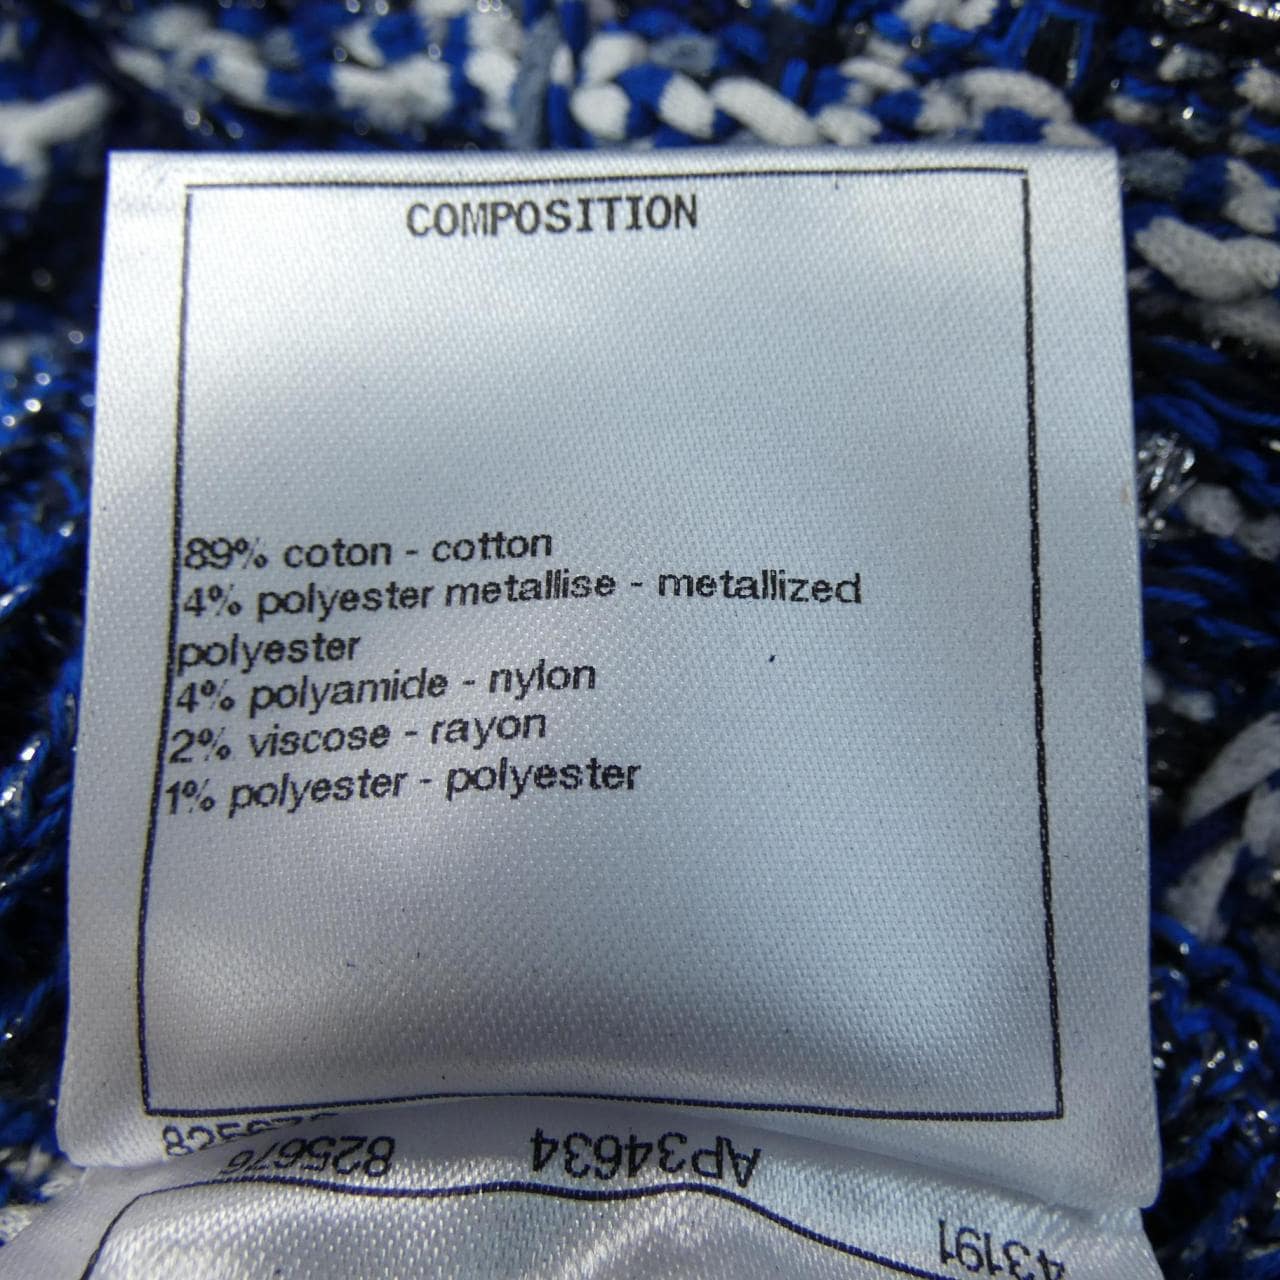 COMPOSITION
89% coton - cotton
4% polyester metallise - metallized
polyester
4% polyamide - nylon
2% viscose - rayon
1% polyester - polyester
825676
AP34634 825676
43191